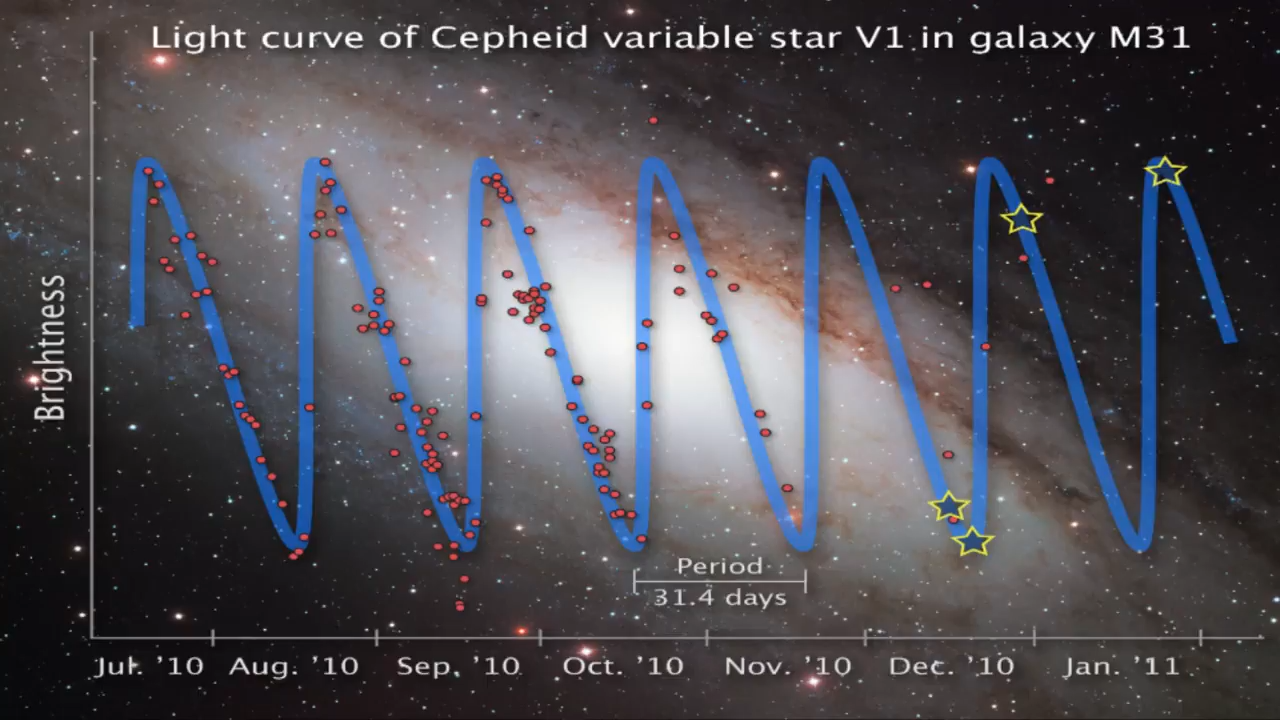 Light curve of Cepheid variable star V1 in galaxy M31
Brightness
Period
31.4 days
Jul. '10 Aug. '10 Sep. '10 Oct. '10 Nov. '10 Dec. '10 Jan. '11